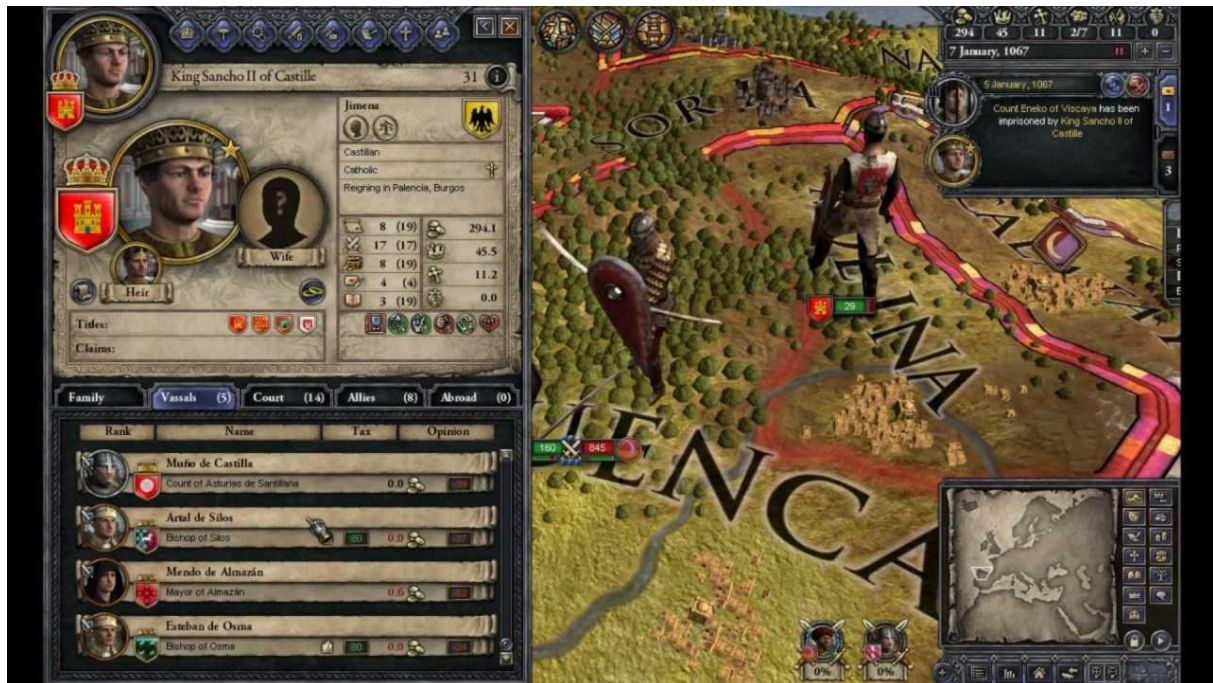 King Sancho II of Castille 31
Jimena
Castilian
Catholic
Reigning in Palencia, Burgos
8 (19) 294.1
17 (17) 45.5
8 (19) 11.2
4 (4) 0.0
3 (19)
Wife
Heir
Titles:
Claims:
Family Vassals (5) Court (14) Allies (8) Abroad (0)
Rank Name Tax Opinion
Muño de Castilla
Count of Asturias de Santillana 0.0
Artal de Silos
Bishop of Silos 80 0.0
Mendo de Almazán
Mayor of Almazán 0.6
Esteban de Osma
Bishop of Osma 80 0.0
294 45 11 2/7 11 0
7 January, 1067
5 January, 1067
Count Eneko of Viscaya has been
imprisoned by King Sancho II of
Castille
1
3
NA
SORIA
29
160 845
CUENCA
0% 0%